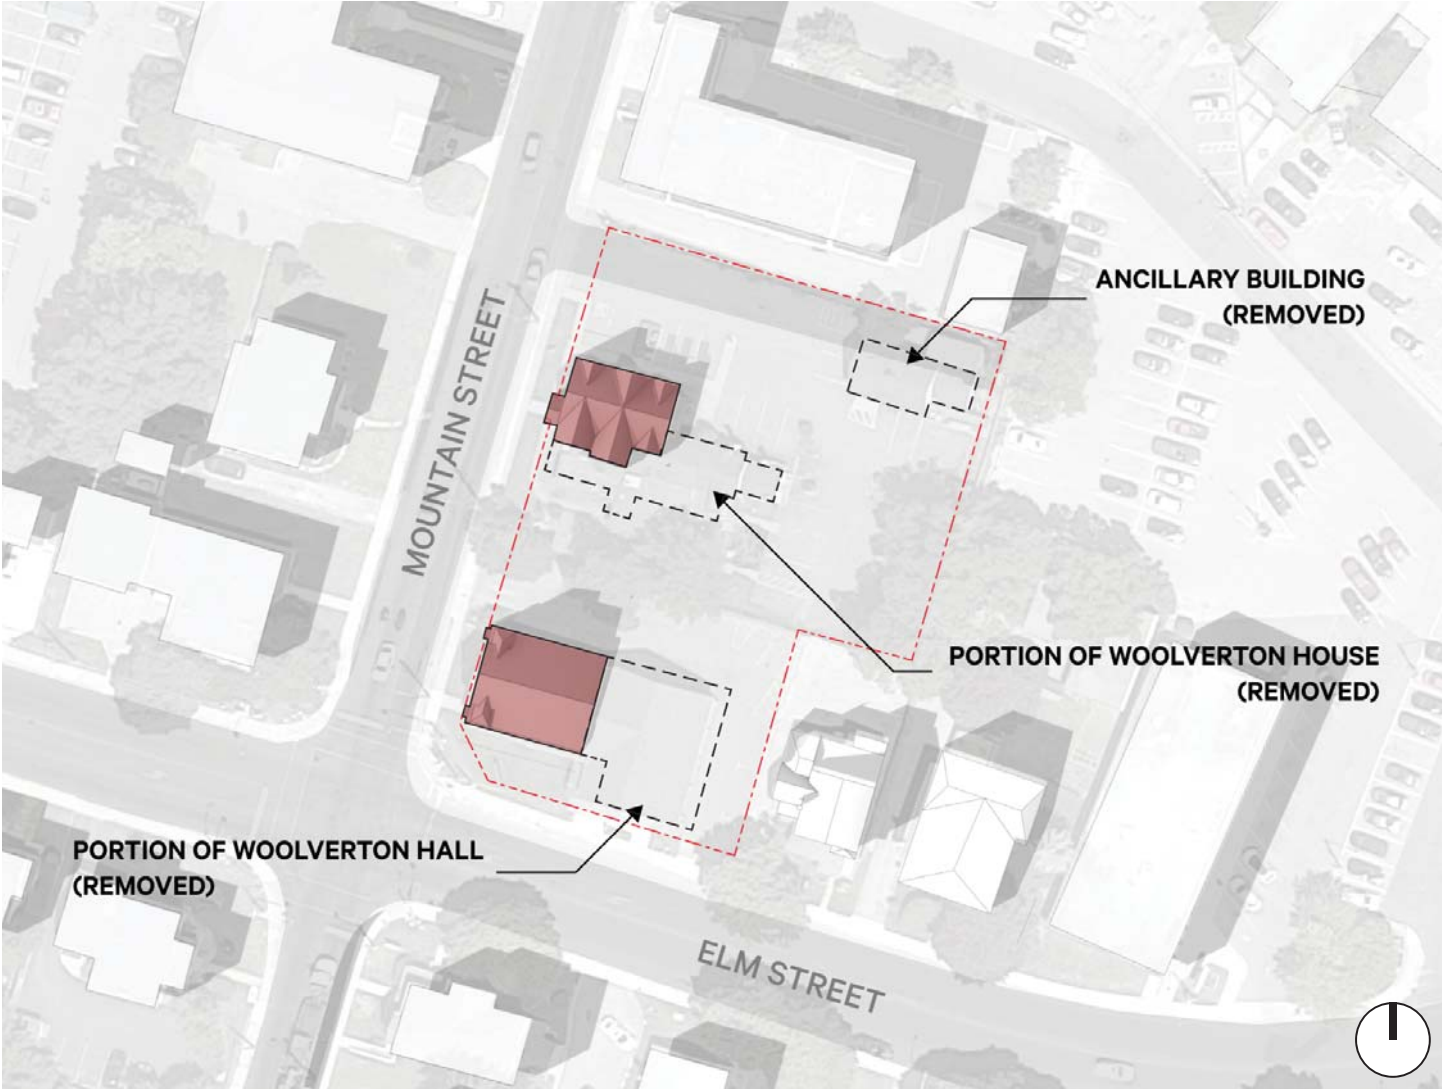 ANCILLARY BUILDING
(REMOVED)
MOUNTAIN STREET
PORTION OF WOOLVERTON HOUSE
(REMOVED)
PORTION OF WOOLVERTON HALL
(REMOVED)
ELM STREET